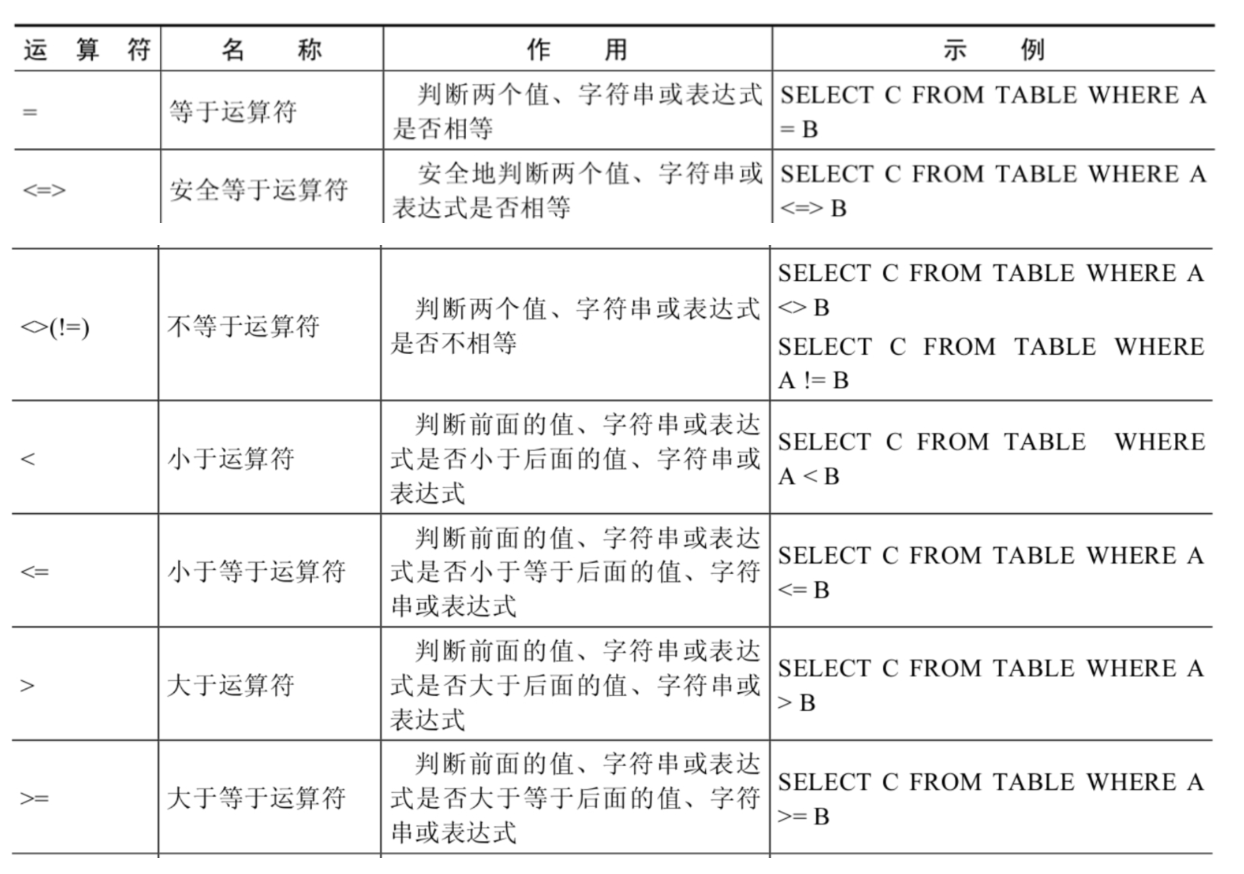 运 算 符 名 称 作 用 示 例
= 等于运算符 判断两个值、字符串或表达式
是否相等 SELECT C FROM TABLE WHERE A
= B
<=> 安全等于运算符 安全地判断两个值、字符串或
表达式是否相等 SELECT C FROM TABLE WHERE A
<=> B
<>(!=) 不等于运算符 判断两个值、字符串或表达式
是否不相等 SELECT C FROM TABLE WHERE A
<> B
SELECT C FROM TABLE WHERE
A != B
< 小于运算符 判断前面的值、字符串或表达
式是否小于后面的值、字符串或
表达式 SELECT C FROM TABLE WHERE
A < B
<= 小于等于运算符 判断前面的值、字符串或表达
式是否小于等于后面的值、字符
串或表达式 SELECT C FROM TABLE WHERE A
<= B
> 大于运算符 判断前面的值、字符串或表达
式是否大于后面的值、字符串或
表达式 SELECT C FROM TABLE WHERE A
> B
>= 大于等于运算符 判断前面的值、字符串或表达
式是否大于等于后面的值、字符
串或表达式 SELECT C FROM TABLE WHERE A
>= B